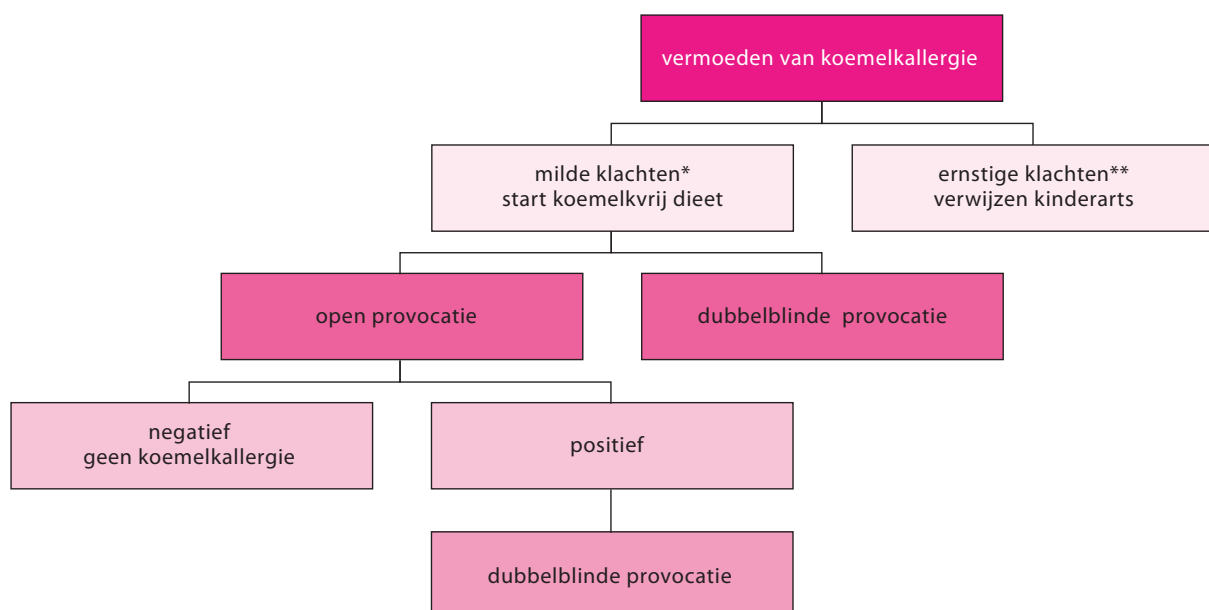 vermoeden van koemelkallergie
milde klachten*
start koemelkvrij dieet
ernstige klachten**
verwijzen kinderarts
open provocatie
dubbelblinde provocatie
negatief
geen koemelkallergie
positief
dubbelblinde provocatie